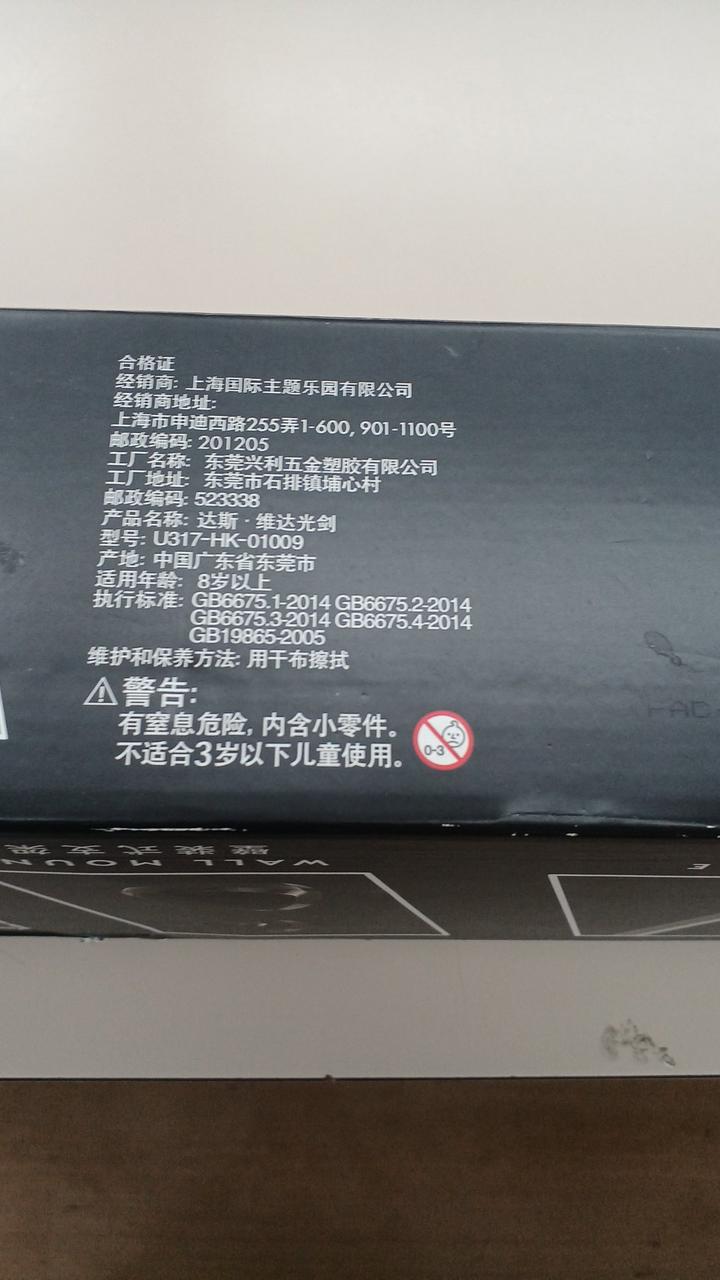 合格证
经销商: 上海国际主题乐园有限公司
经销商地址:
上海市申迪西路255弄1-600, 901-1100号
邮政编码: 201205
工厂名称: 东莞兴利五金塑胶有限公司
工厂地址: 东莞市石排镇埔心村
邮政编码: 523338
产品名称: 达斯·维达光剑
型号: U317-HK-01009
产地: 中国广东省东莞市
适用年龄: 8岁以上
执行标准: GB6675.1-2014 GB6675.2-2014
GB6675.3-2014 GB6675.4-2014
GB19865-2005
维护和保养方法: 用干布擦拭
警告:
有窒息危险, 内含小零件。
不适合3岁以下儿童使用。
0-3
WALL MOUN
壁装式支架